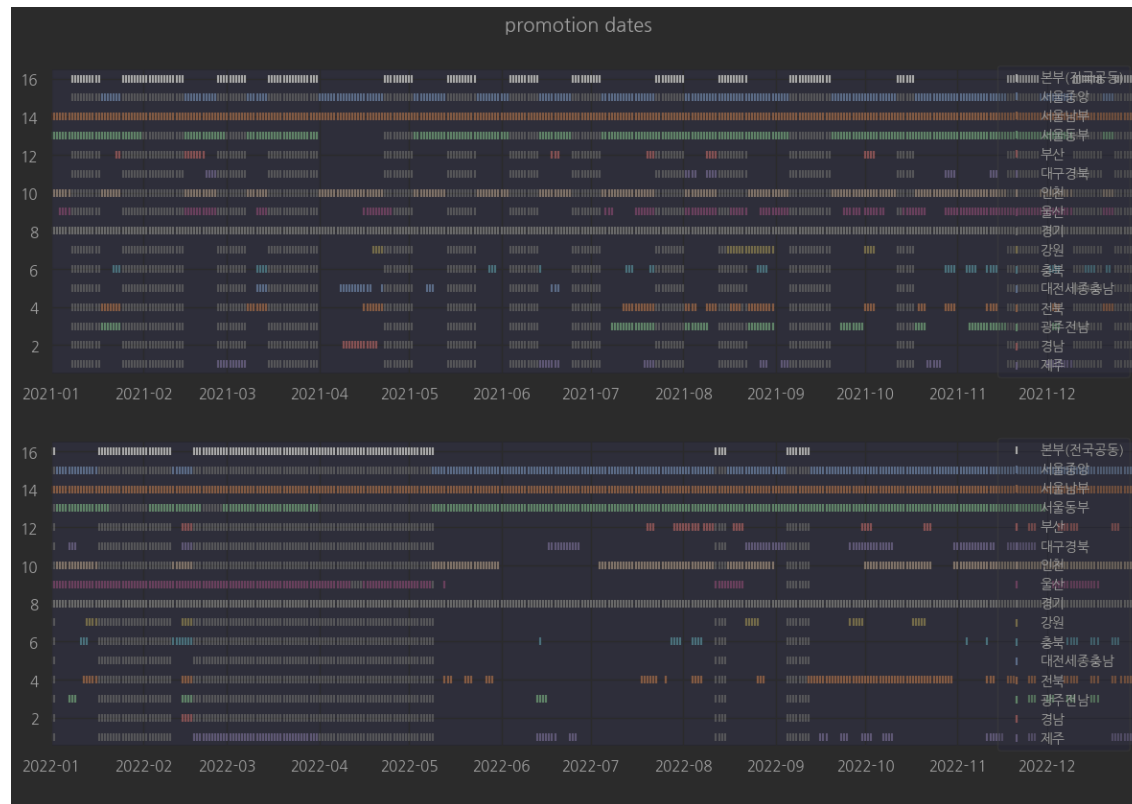 promotion dates
16
14
12
10
8
6
4
2
본부(전국공동)
서울중앙
서울남부
서울동부
부산
대구경북
인천
울산
경기
강원
충북
대전세종충남
전북
광주전남
경남
제주
2021-01 2021-02 2021-03 2021-04 2021-05 2021-06 2021-07 2021-08 2021-09 2021-10 2021-11 2021-12
16
14
12
10
8
6
4
2
본부(전국공동)
서울중앙
서울남부
서울동부
부산
대구경북
인천
울산
경기
강원
충북
대전세종충남
전북
광주전남
경남
제주
2022-01 2022-02 2022-03 2022-04 2022-05 2022-06 2022-07 2022-08 2022-09 2022-10 2022-11 2022-12